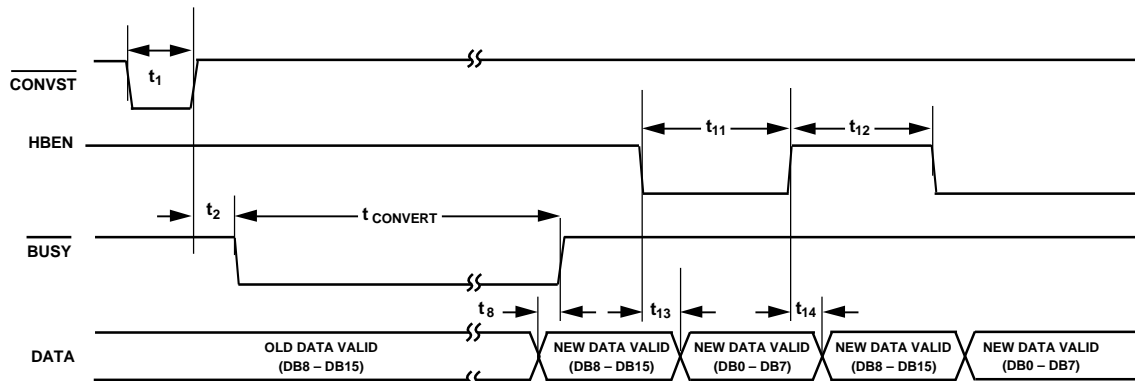 t1
CONVST
HBEN
t11
t12
t2
t CONVERT
BUSY
t8
t13
t14
DATA
OLD DATA VALID
(DB8 – DB15)
NEW DATA VALID
(DB8 – DB15)
NEW DATA VALID
(DB0 – DB7)
NEW DATA VALID
(DB8 – DB15)
NEW DATA VALID
(DB0 – DB7)